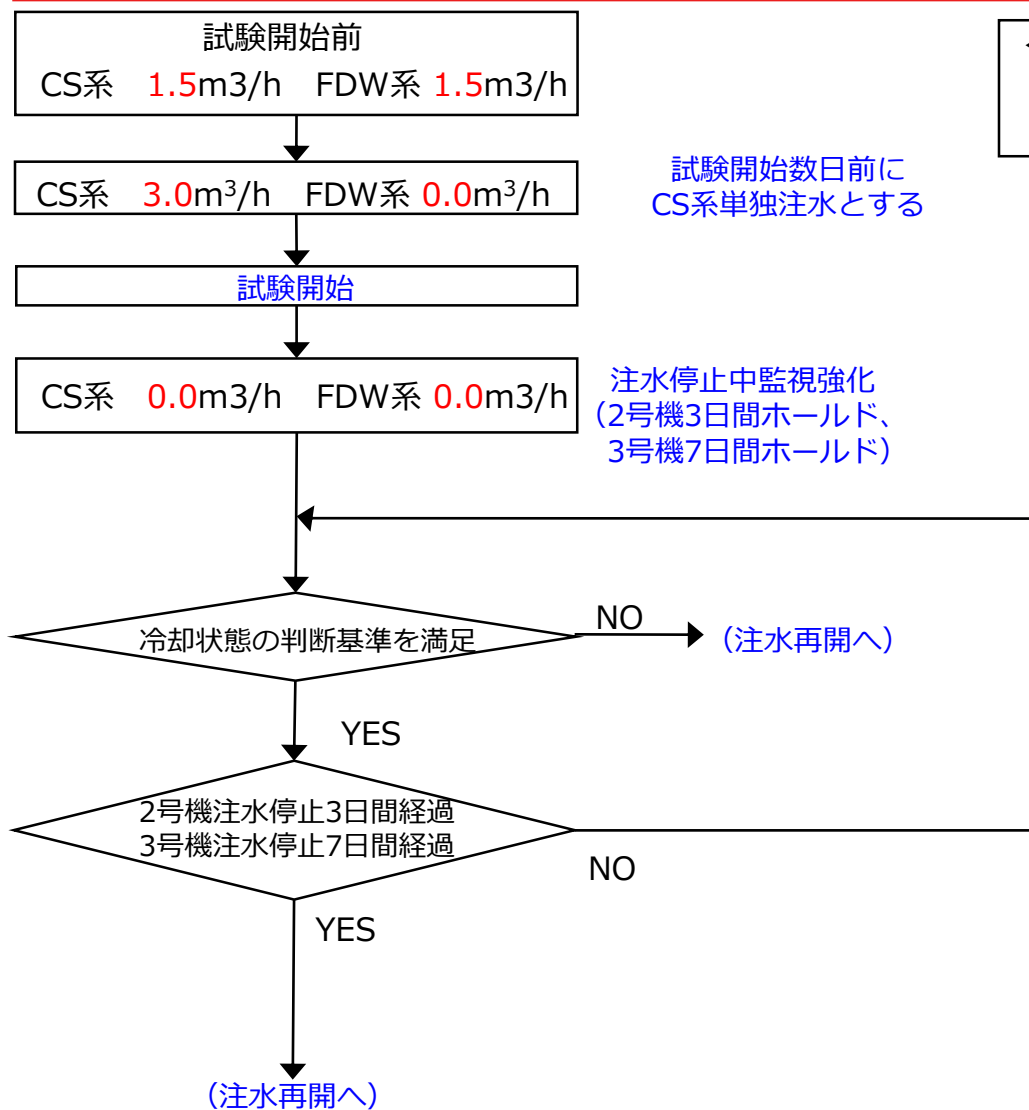 試験開始前
CS系 1.5m3/h FDW系 1.5m3/h
CS系 3.0m³/h FDW系 0.0m³/h
試験開始数日前に
CS系単独注水とする
試験開始
CS系 0.0m3/h FDW系 0.0m3/h
注水停止中監視強化
（2号機3日間ホールド、
3号機7日間ホールド）
冷却状態の判断基準を満足
NO
（注水再開へ）
YES
2号機注水停止3日間経過
3号機注水停止7日間経過
NO
YES
（注水再開へ）